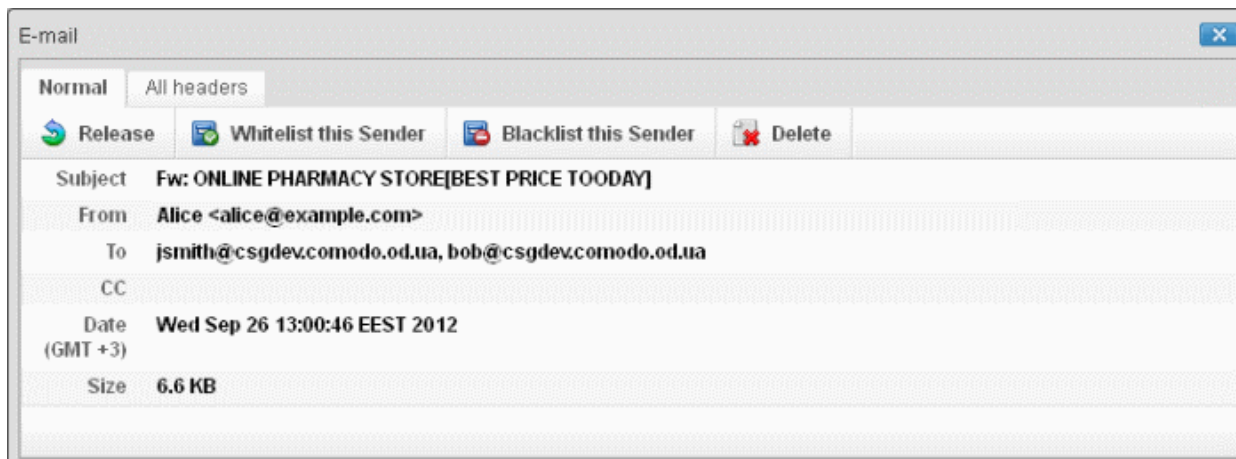 E-mail
Normal All headers
Release Whitelist this Sender Blacklist this Sender Delete
Subject Fw: ONLINE PHARMACY STORE[BEST PRICE TOODAY]
From Alice <alice@example.com>
To jsmith@csgdev.comodo.od.ua, bob@csgdev.comodo.od.ua
CC
Date Wed Sep 26 13:00:46 EEST 2012
(GMT +3)
Size 6.6 KB